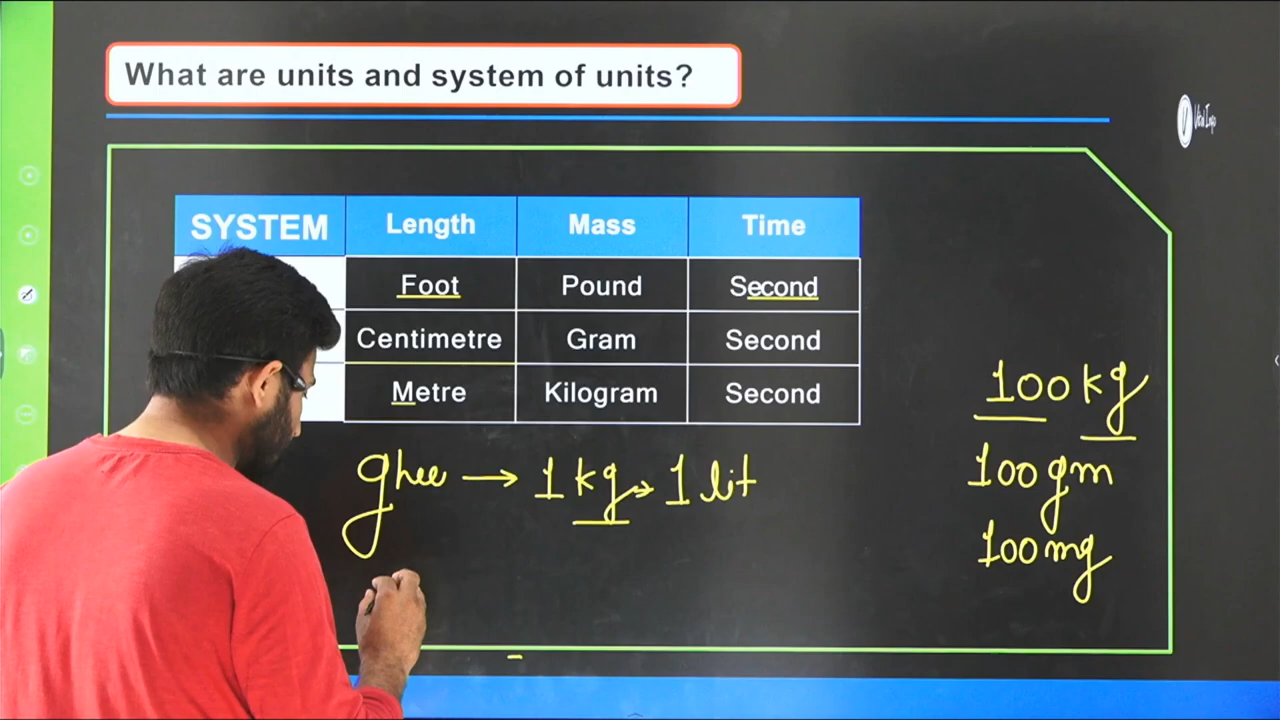 What are units and system of units?
SYSTEM Length Mass Time
Foot Pound Second
Centimetre Gram Second
Metre Kilogram Second
100 kg
ghee → 1 kg → 1 lit
100 gm
100 mg